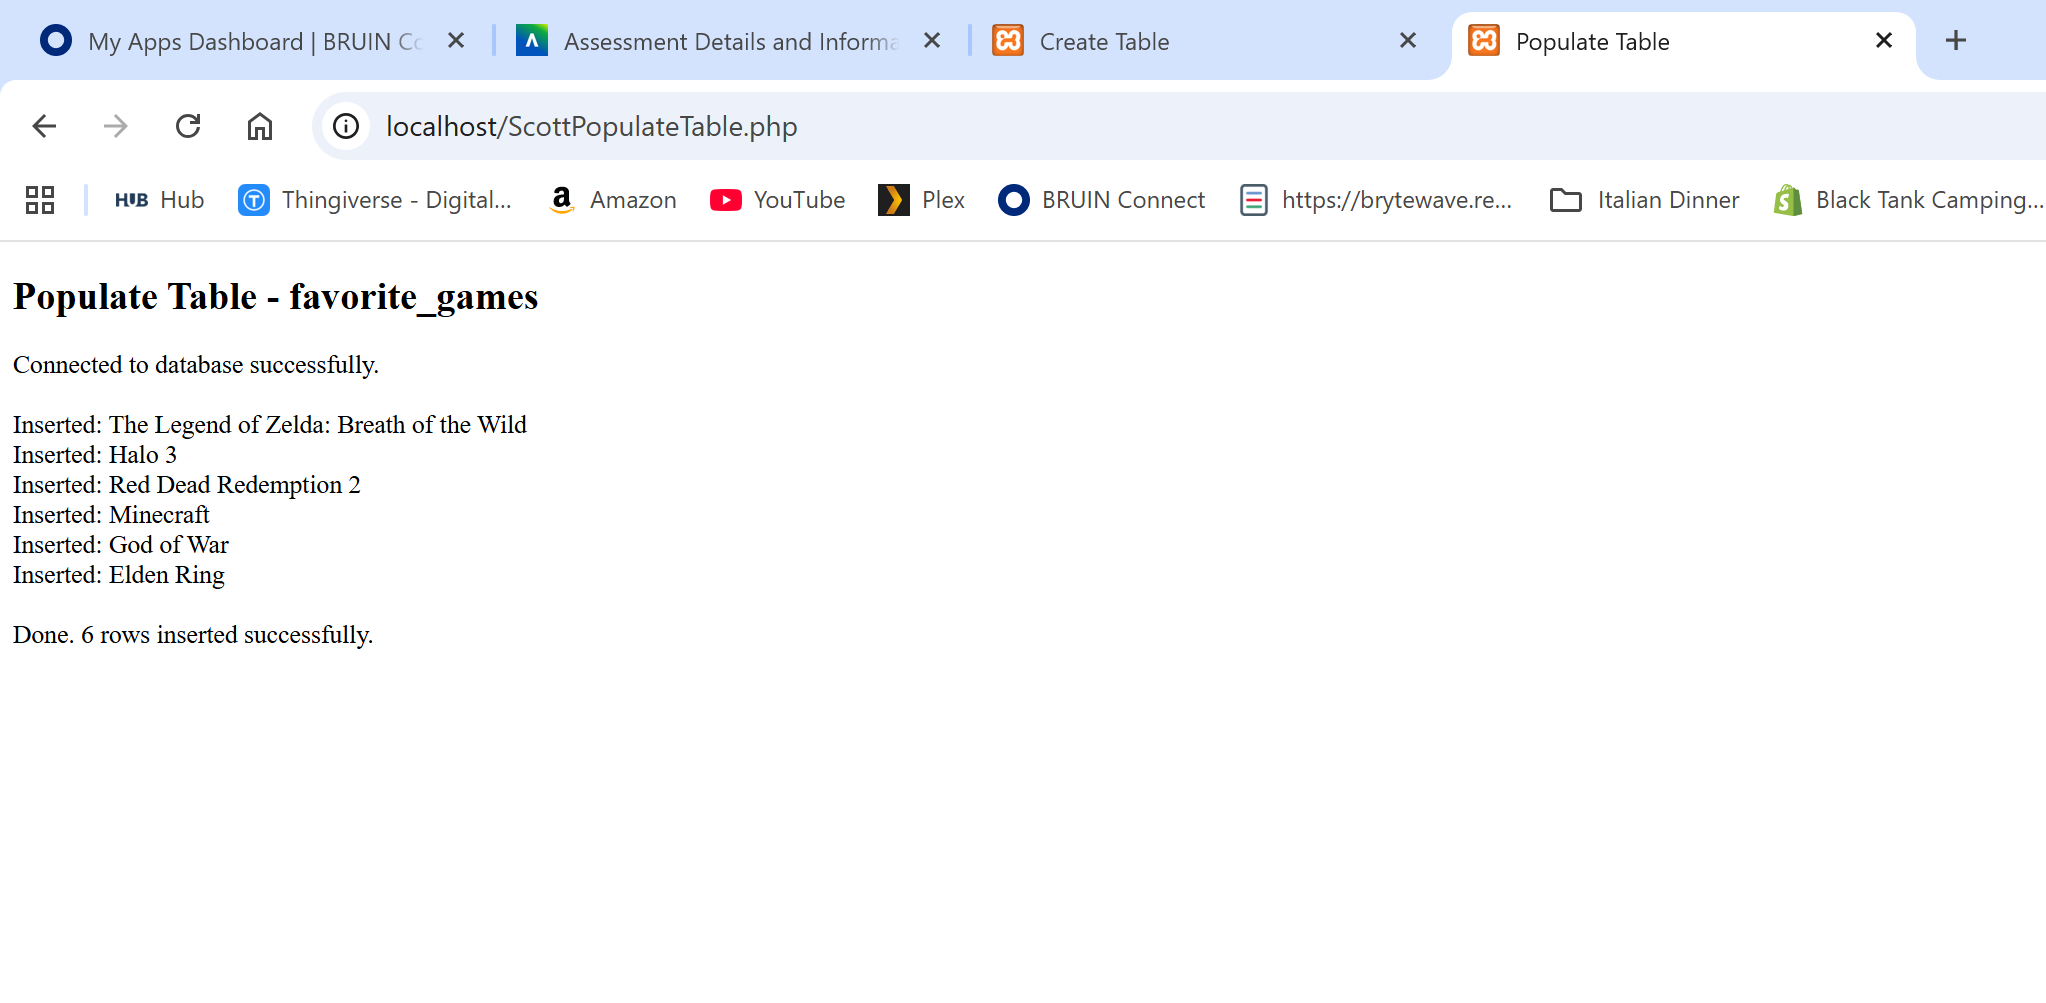 My Apps Dashboard | BRUIN Co
Assessment Details and Informa
Create Table
Populate Table
localhost/ScottPopulateTable.php
HUB Hub
Thingiverse - Digital...
Amazon
YouTube
Plex
BRUIN Connect
https://brytewave.re...
Italian Dinner
Black Tank Camping...
Populate Table - favorite_games
Connected to database successfully.
Inserted: The Legend of Zelda: Breath of the Wild
Inserted: Halo 3
Inserted: Red Dead Redemption 2
Inserted: Minecraft
Inserted: God of War
Inserted: Elden Ring
Done. 6 rows inserted successfully.